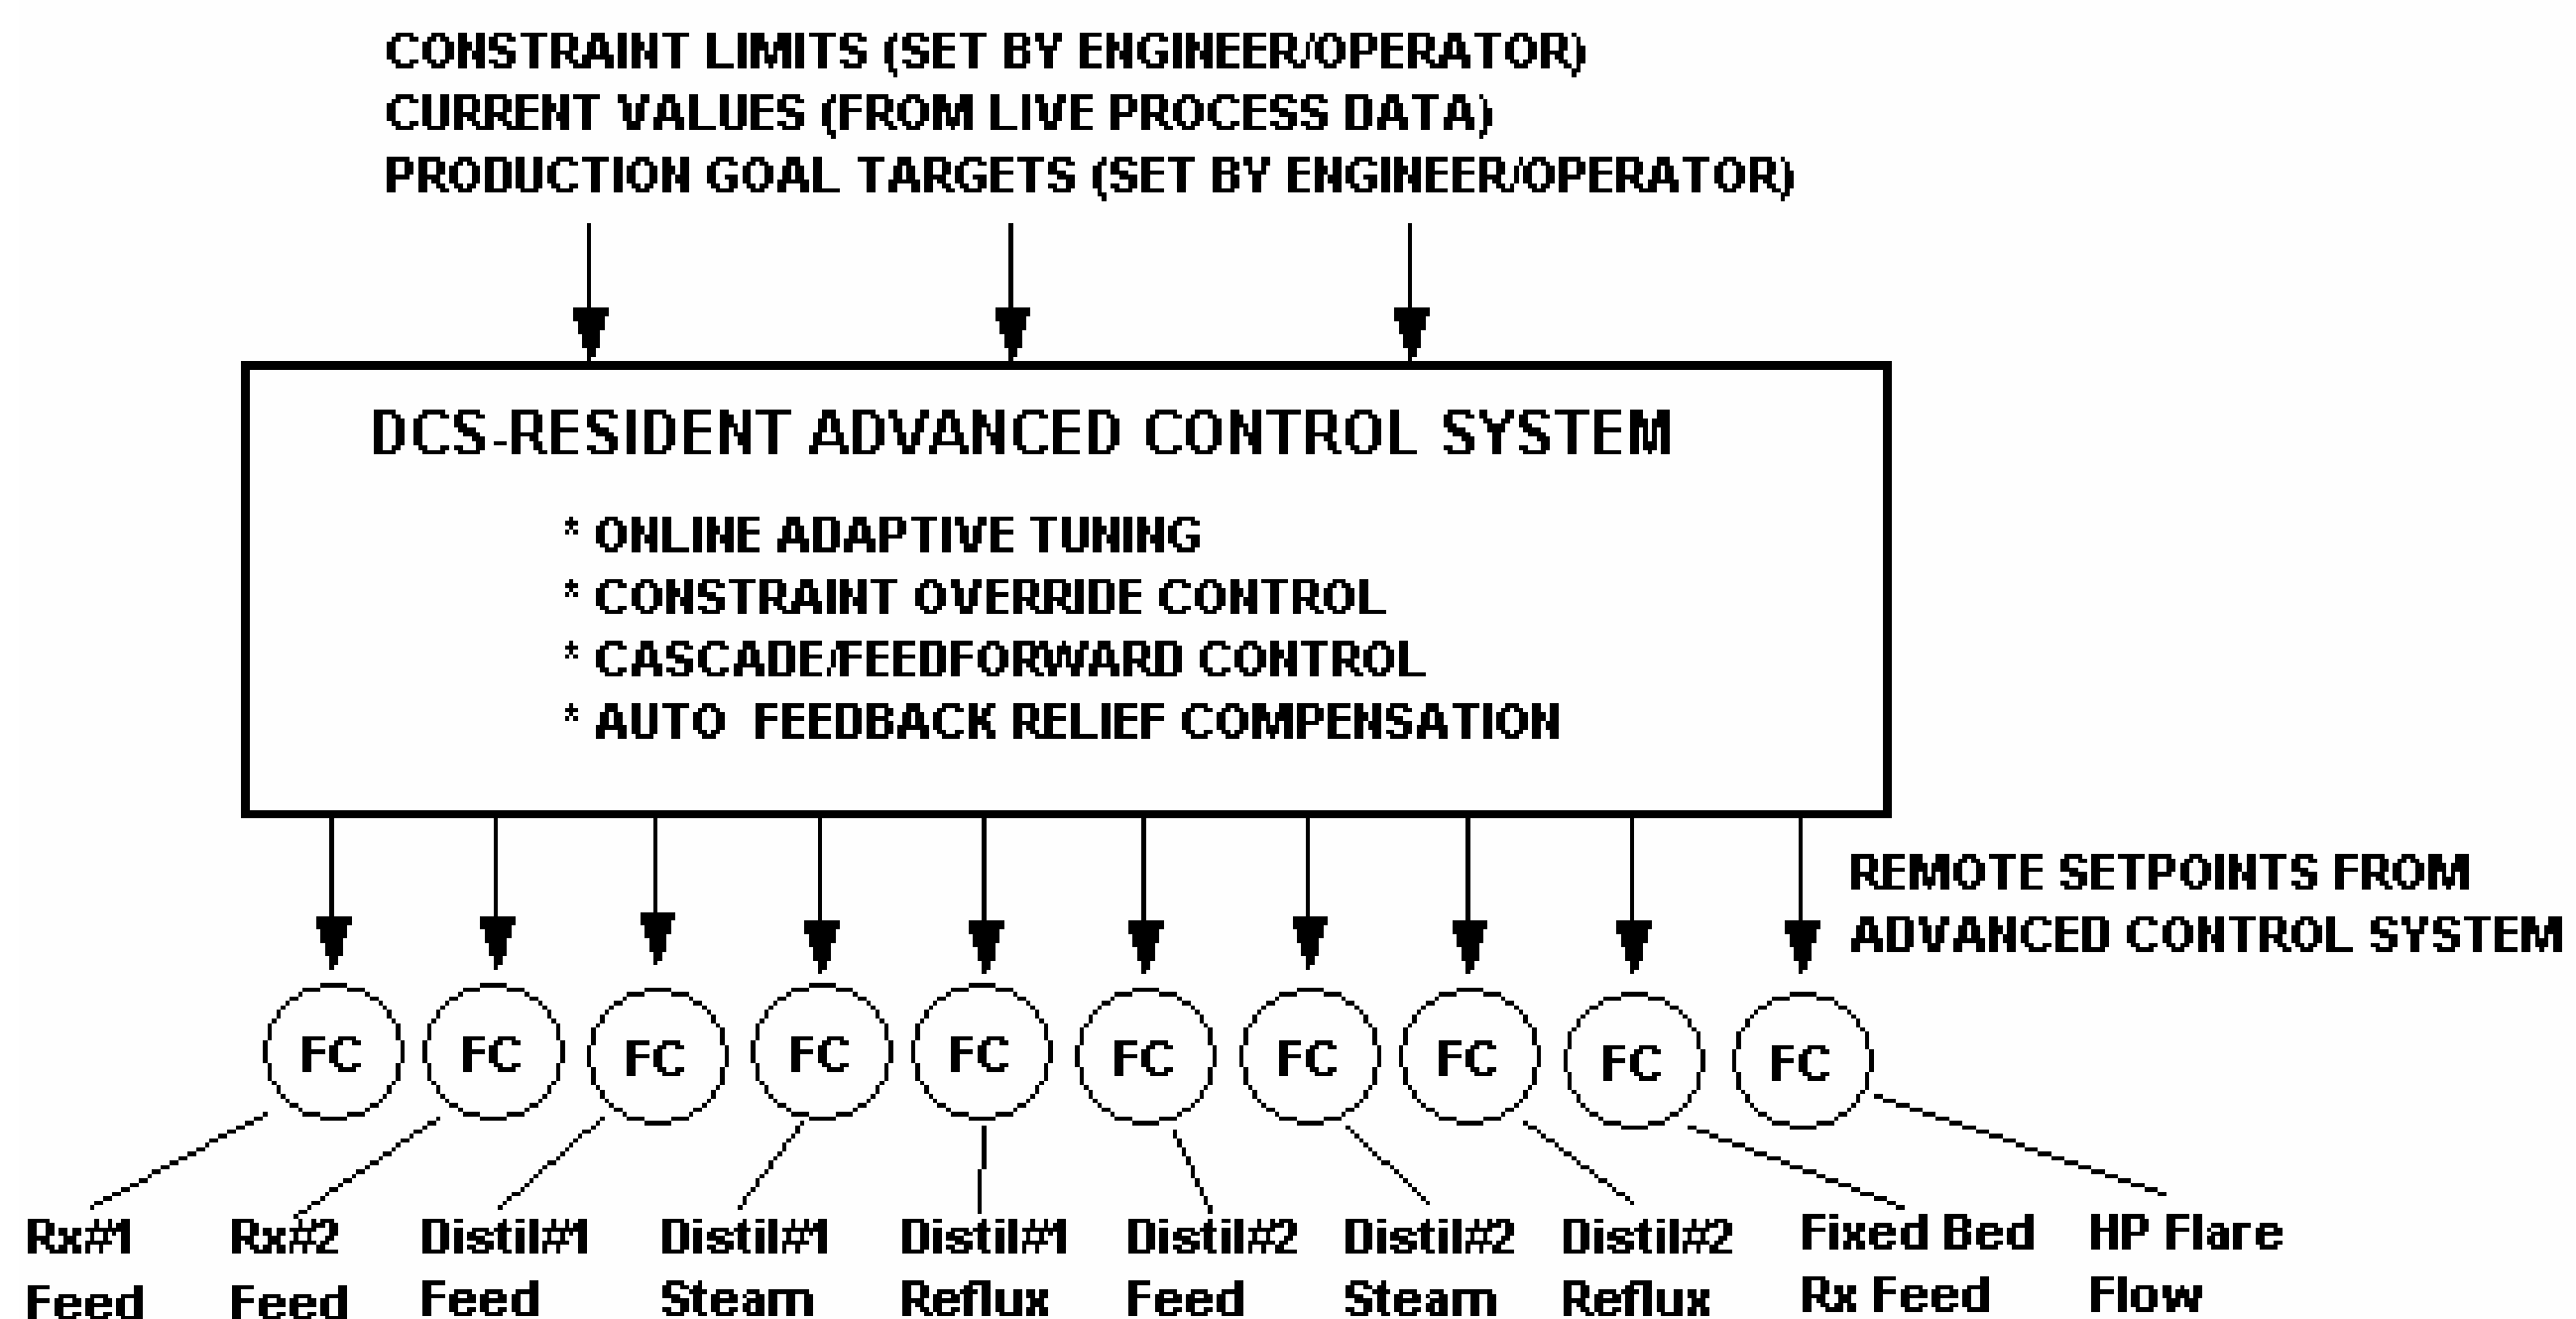 CONSTRAINT LIMITS (SET BY ENGINEER/OPERATOR)
CURRENT VALUES (FROM LIVE PROCESS DATA)
PRODUCTION GOAL TARGETS (SET BY ENGINEER/OPERATOR)
DCS-RESIDENT ADVANCED CONTROL SYSTEM
* ONLINE ADAPTIVE TUNING
* CONSTRAINT OVERRIDE CONTROL
* CASCADE/FEEDFORWARD CONTROL
* AUTO FEEDBACK RELIEF COMPENSATION
REMOTE SETPOINTS FROM
ADVANCED CONTROL SYSTEM
FC
FC
FC
FC
FC
FC
FC
FC
FC
FC
Rx#1
Feed
Rx#2
Feed
Distil#1
Feed
Distil#1
Steam
Distil#1
Reflux
Distil#2
Feed
Distil#2
Steam
Distil#2
Reflux
Fixed Bed
Rx Feed
HP Flare
Flow